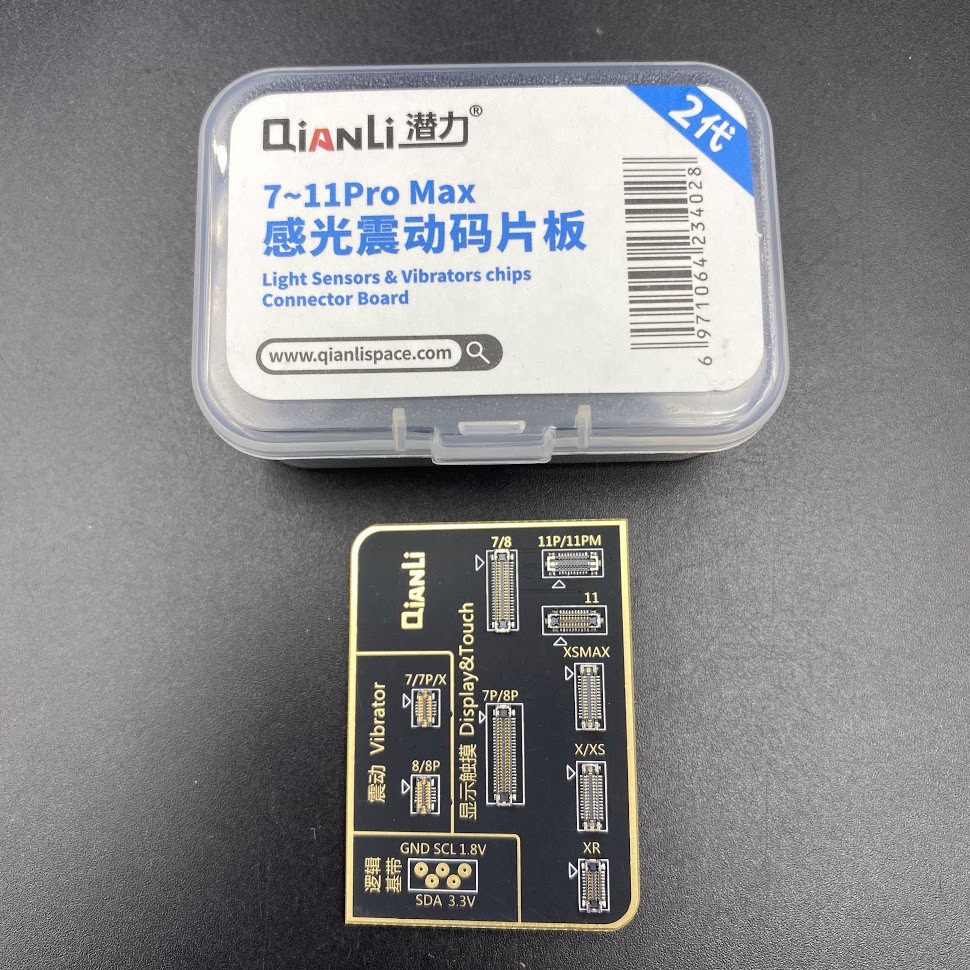 QIANLI 潜力®
2代
7~11Pro Max
感光震动码片板
Light Sensors & Vibrators chips
Connector Board
www.qianlispace.com
6 971064 234028
QIANLI
7/8
11P/11PM
11
XSMAX
7/7P/X
7P/8P
震动 Vibrator
显示触摸 Display&Touch
8/8P
X/XS
XR
逻辑
基带
GND SCL 1.8V
SDA 3.3V